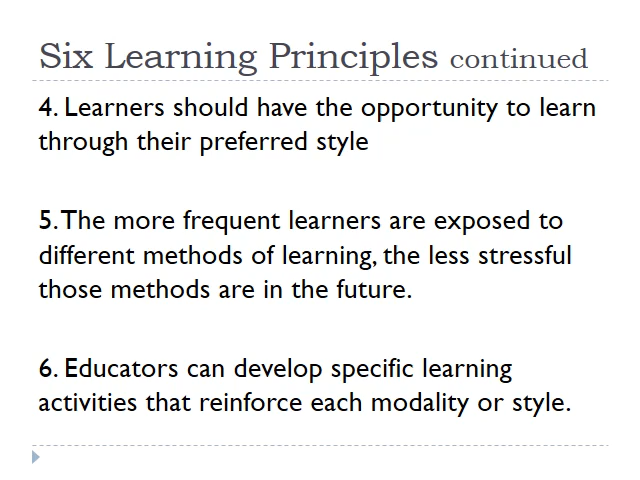 Six Learning Principles continued
4. Learners should have the opportunity to learn
through their preferred style
5. The more frequent learners are exposed to
different methods of learning, the less stressful
those methods are in the future.
6. Educators can develop specific learning
activities that reinforce each modality or style.